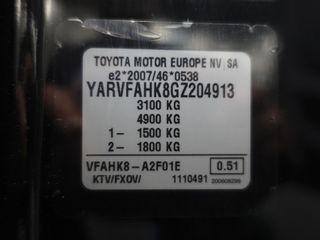 TOYOTA MOTOR EUROPE NV/SA
e2*2007/46*0538
YARVFAHK8GZ204913
3100 KG
4900 KG
1- 1500 KG
2- 1800 KG
VFAHK8-A2F01E 0.51
KTV/FXOV/ 1110491 200608299